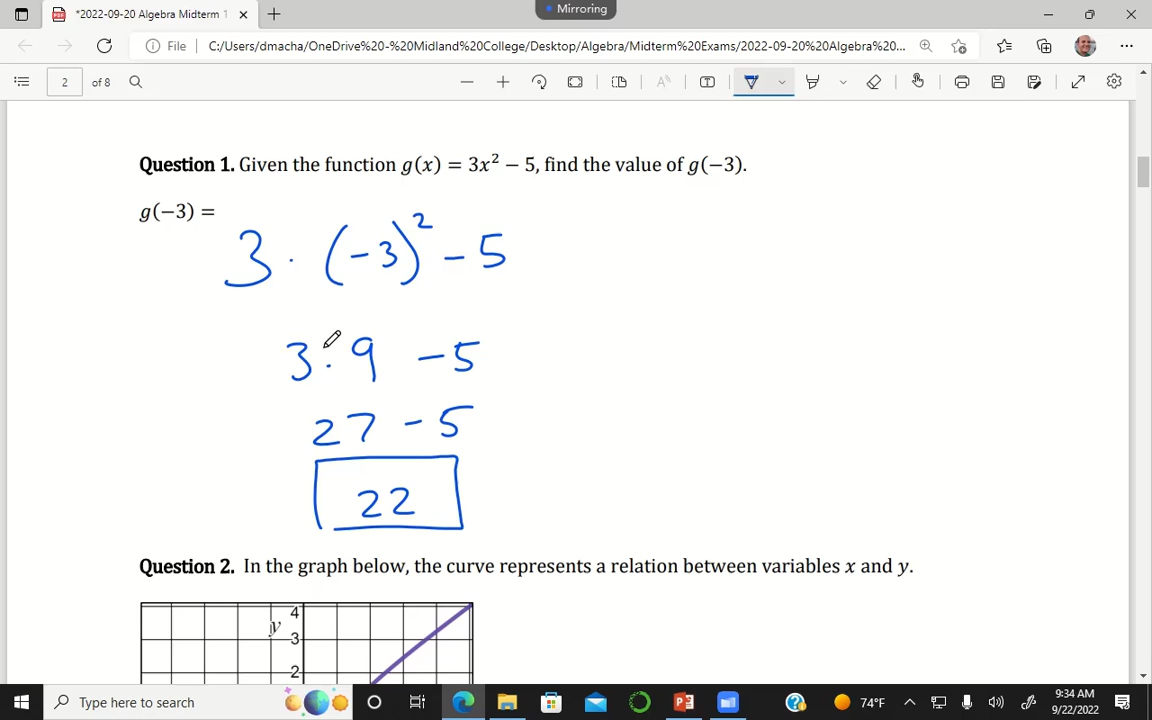 *2022-09-20 Algebra Midterm
Mirroring
File C:/Users/dmacha/OneDrive%20-%20Midland%20College/Desktop/Algebra/Midterm%20Exams/2022-09-20%20Algebra%20...
2 of 8
Question 1. Given the function g(x) = 3x² − 5, find the value of g(−3).
g(−3) =
3 · (−3)² − 5
3 · 9 − 5
27 − 5
22
Question 2. In the graph below, the curve represents a relation between variables x and y.
y 4
3
2
Type here to search
74°F
9:34 AM
9/22/2022